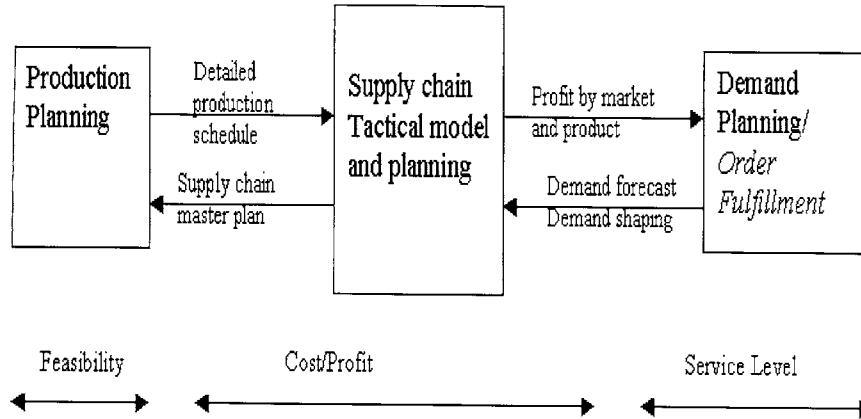 Production
Planning
Detailed
production
schedule
Supply chain
master plan
Supply chain
Tactical model
and planning
Profit by market
and product
Demand forecast
Demand shaping
Demand
Planning/
Order
Fulfillment
Feasibility
Cost/Profit
Service Level